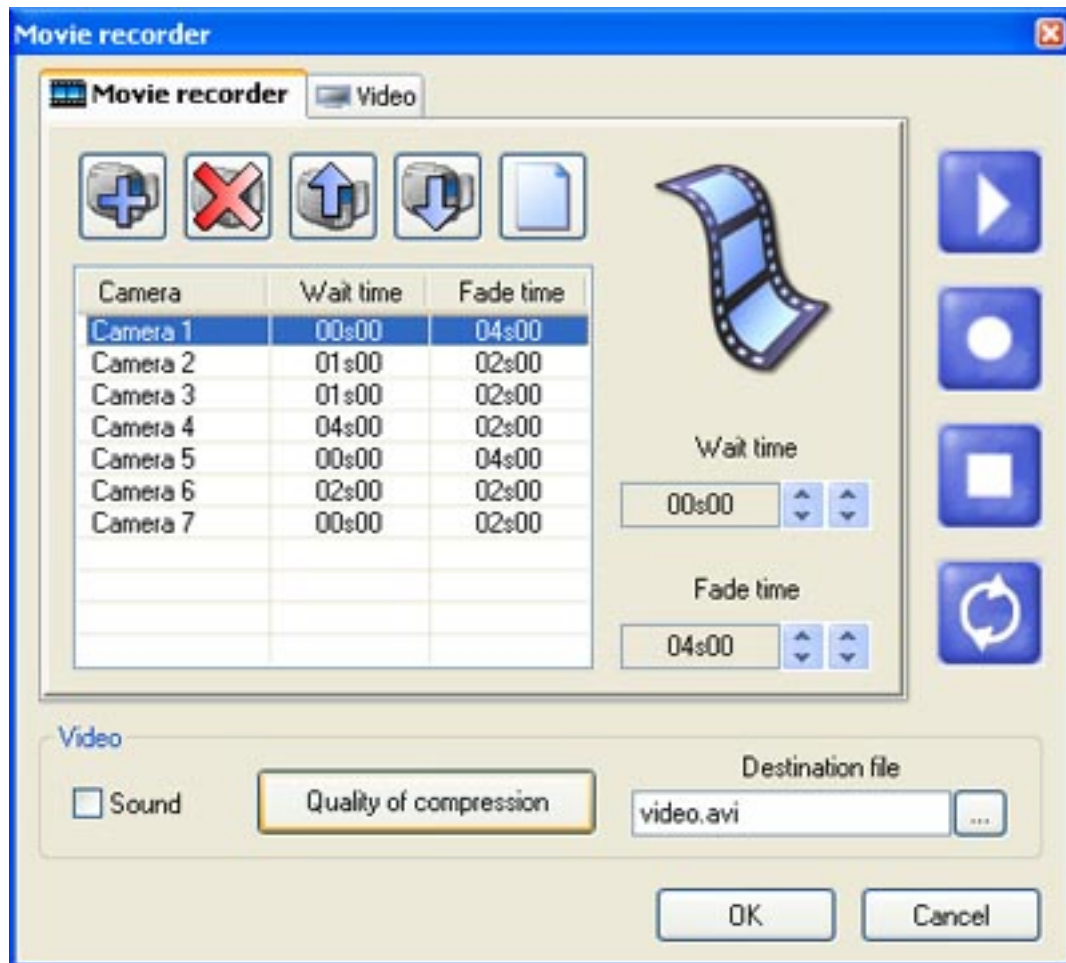 Movie recorder
Movie recorder Video
Camera Wait time Fade time
Camera 1 00s00 04s00
Camera 2 01s00 02s00
Camera 3 01s00 02s00
Camera 4 04s00 02s00
Camera 5 00s00 04s00
Camera 6 02s00 02s00
Camera 7 00s00 02s00
Wait time
00s00
Fade time
04s00
Video
Sound
Quality of compression
Destination file
video.avi ...
OK Cancel